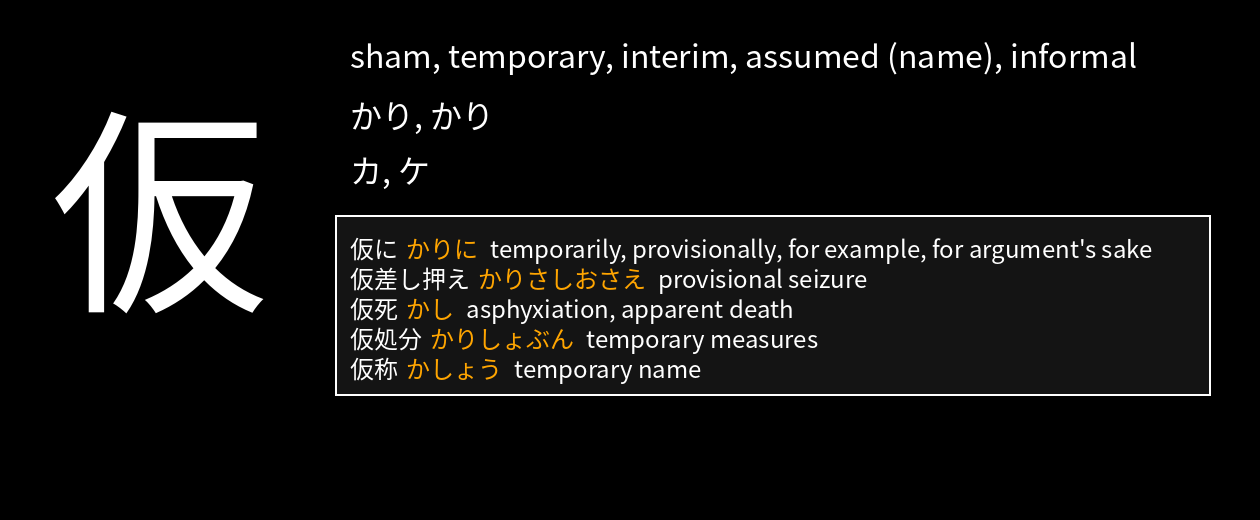 仮
sham, temporary, interim, assumed (name), informal
かり, かり
カ, ケ
仮に かりに temporarily, provisionally, for example, for argument's sake
仮差し押え かりさしおさえ provisional seizure
仮死 かし asphyxiation, apparent death
仮処分 かりしょぶん temporary measures
仮称 かしょう temporary name